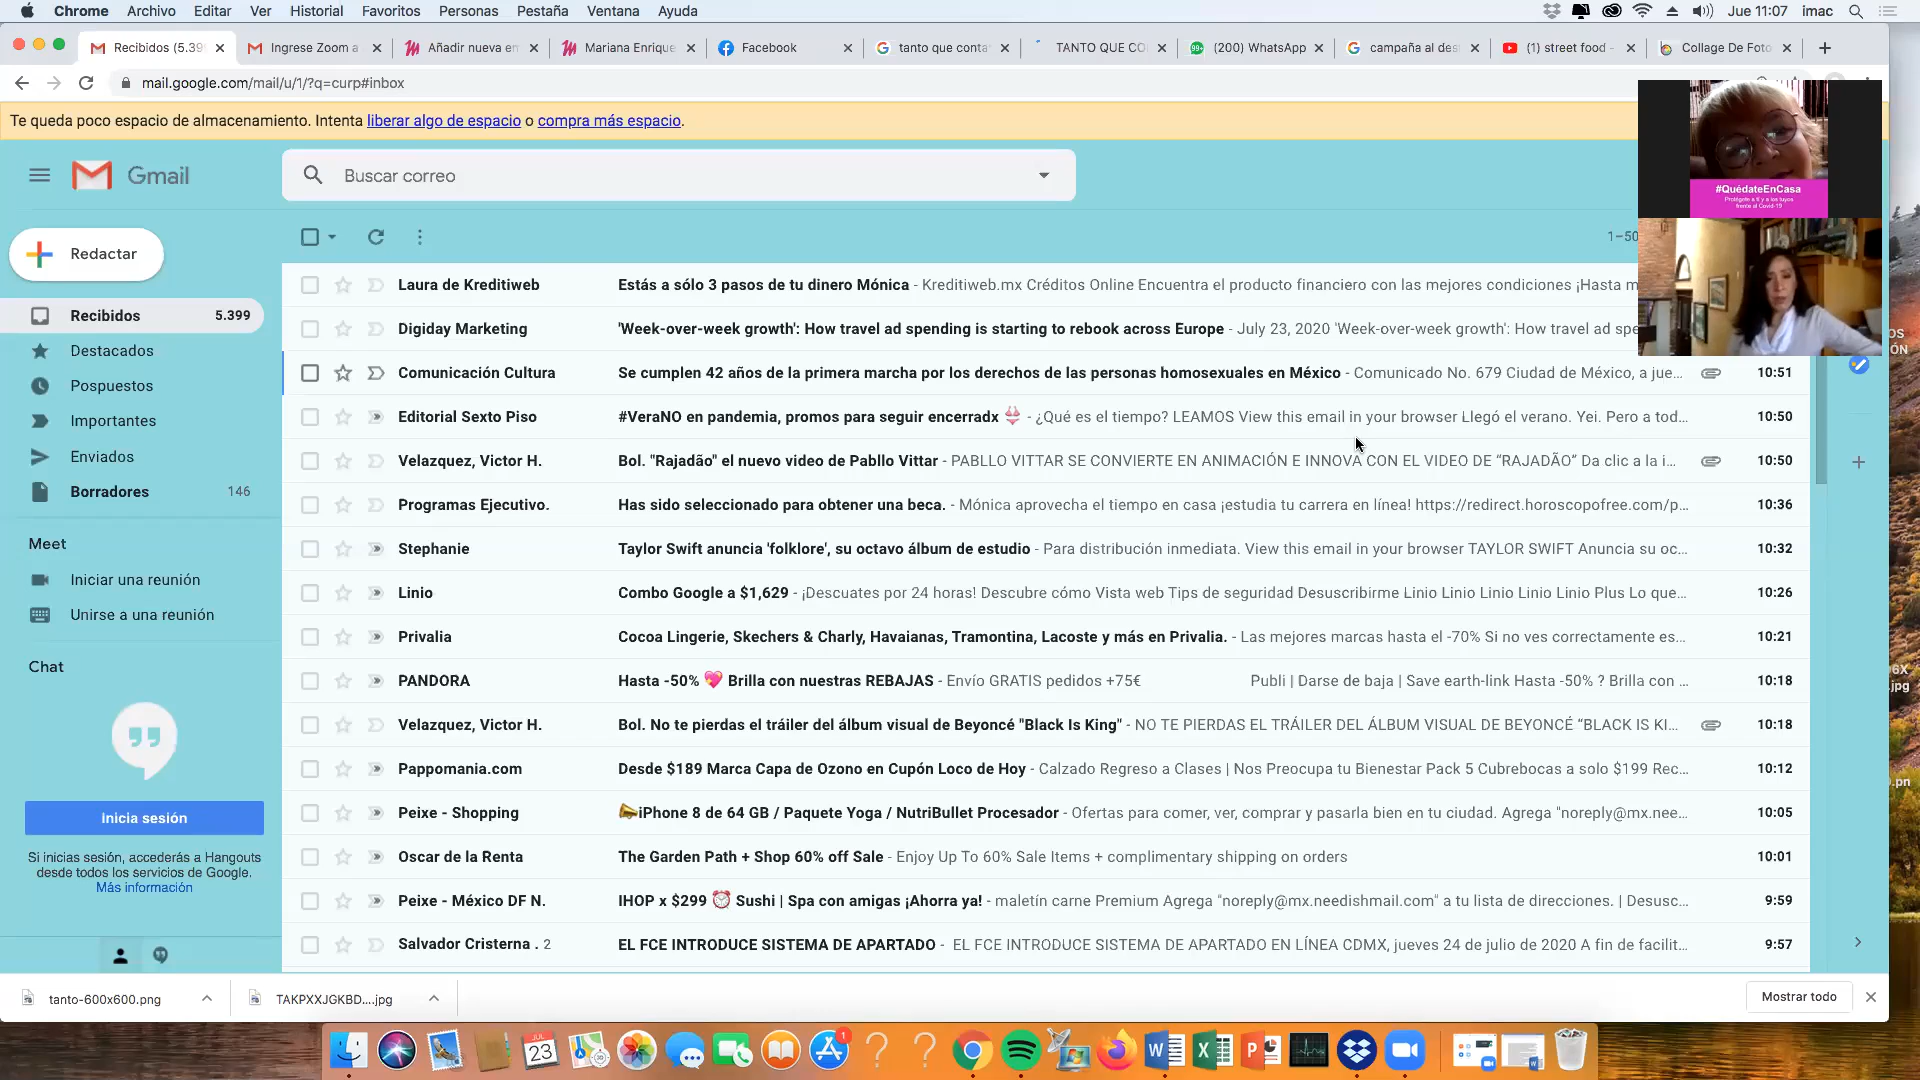 Chrome Archivo Editar Ver Historial Favoritos Personas Pestaña Ventana Ayuda Jue 11:07 imac
Recibidos (5.39 Ingrese Zoom a Añadir nueva en Mariana Enrique Facebook tanto que conta TANTO QUE CO (200) WhatsApp campaña al des (1) street food - Collage De Foto
mail.google.com/mail/u/1/?q=curp#inbox
Te queda poco espacio de almacenamiento. Intenta liberar algo de espacio o compra más espacio.
Gmail
Buscar correo
#QuédateEnCasa
Protégete a ti y a los tuyos
frente al Covid-19
1–50
Redactar
Recibidos 5.399
Destacados
Pospuestos
Importantes
Enviados
Borradores 146
Meet
Iniciar una reunión
Unirse a una reunión
Chat
Inicia sesión
Si inicias sesión, accederás a Hangouts
desde todos los servicios de Google.
Más información
Laura de Kreditiweb Estás a sólo 3 pasos de tu dinero Mónica - Kreditiweb.mx Créditos Online Encuentra el producto financiero con las mejores condiciones ¡Hasta m
Digiday Marketing 'Week-over-week growth': How travel ad spending is starting to rebook across Europe - July 23, 2020 'Week-over-week growth': How travel ad spe
Comunicación Cultura Se cumplen 42 años de la primera marcha por los derechos de las personas homosexuales en México - Comunicado No. 679 Ciudad de México, a jue... 10:51
Editorial Sexto Piso #VeraNO en pandemia, promos para seguir encerradx 👙 - ¿Qué es el tiempo? LEAMOS View this email in your browser Llegó el verano. Yei. Pero a tod... 10:50
Velazquez, Victor H. Bol. "Rajadão" el nuevo video de Pabllo Vittar - PABLLO VITTAR SE CONVIERTE EN ANIMACIÓN E INNOVA CON EL VIDEO DE “RAJADÃO” Da clic a la i... 10:50
Programas Ejecutivo. Has sido seleccionado para obtener una beca. - Mónica aprovecha el tiempo en casa ¡estudia tu carrera en línea! https://redirect.horoscopofree.com/p... 10:36
Stephanie Taylor Swift anuncia 'folklore', su octavo álbum de estudio - Para distribución inmediata. View this email in your browser TAYLOR SWIFT Anuncia su oc... 10:32
Linio Combo Google a $1,629 - ¡Descuates por 24 horas! Descubre cómo Vista web Tips de seguridad Desuscribirme Linio Linio Linio Linio Linio Plus Lo que... 10:26
Privalia Cocoa Lingerie, Skechers & Charly, Havaianas, Tramontina, Lacoste y más en Privalia. - Las mejores marcas hasta el -70% Si no ves correctamente es... 10:21
PANDORA Hasta -50% 💖 Brilla con nuestras REBAJAS - Envío GRATIS pedidos +75€ Publi | Darse de baja | Save earth-link Hasta -50% ? Brilla con ... 10:18
Velazquez, Victor H. Bol. No te pierdas el tráiler del álbum visual de Beyoncé "Black Is King" - NO TE PIERDAS EL TRÁILER DEL ÁLBUM VISUAL DE BEYONCÉ “BLACK IS KI... 10:18
Pappomania.com Desde $189 Marca Capa de Ozono en Cupón Loco de Hoy - Calzado Regreso a Clases | Nos Preocupa tu Bienestar Pack 5 Cubrebocas a solo $199 Rec... 10:12
Peixe - Shopping 📣iPhone 8 de 64 GB / Paquete Yoga / NutriBullet Procesador - Ofertas para comer, ver, comprar y pasarla bien en tu ciudad. Agrega "noreply@mx.nee... 10:05
Oscar de la Renta The Garden Path + Shop 60% off Sale - Enjoy Up To 60% Sale Items + complimentary shipping on orders 10:01
Peixe - México DF N. IHOP x $299 ⏰ Sushi | Spa con amigas ¡Ahorra ya! - maletín carne Premium Agrega "noreply@mx.needishmail.com" a tu lista de direcciones. | Desusc... 9:59
Salvador Cristerna . 2 EL FCE INTRODUCE SISTEMA DE APARTADO - EL FCE INTRODUCE SISTEMA DE APARTADO EN LÍNEA CDMX, jueves 24 de julio de 2020 A fin de facilit... 9:57
tanto-600x600.png TAKPXXJGKBD....jpg Mostrar todo
JUL
23
1